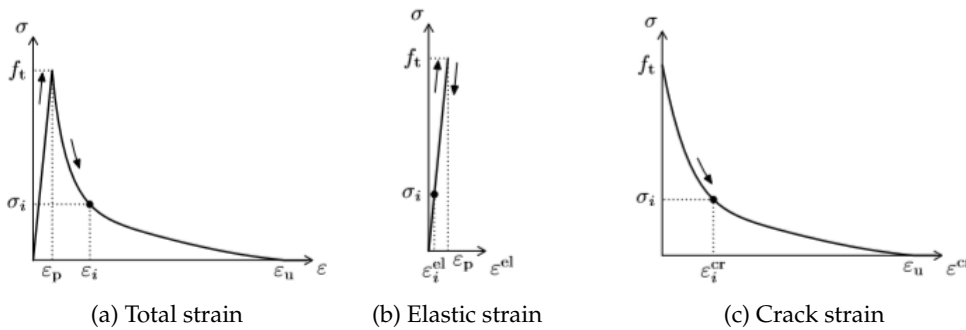 σ
f_t
σ_i
ε_p
ε_i
ε_u
ε
(a) Total strain
σ
f_t
σ_i
ε_i^el
ε_p
ε^el
(b) Elastic strain
σ
f_t
σ_i
ε_i^cr
ε_u
ε^cr
(c) Crack strain